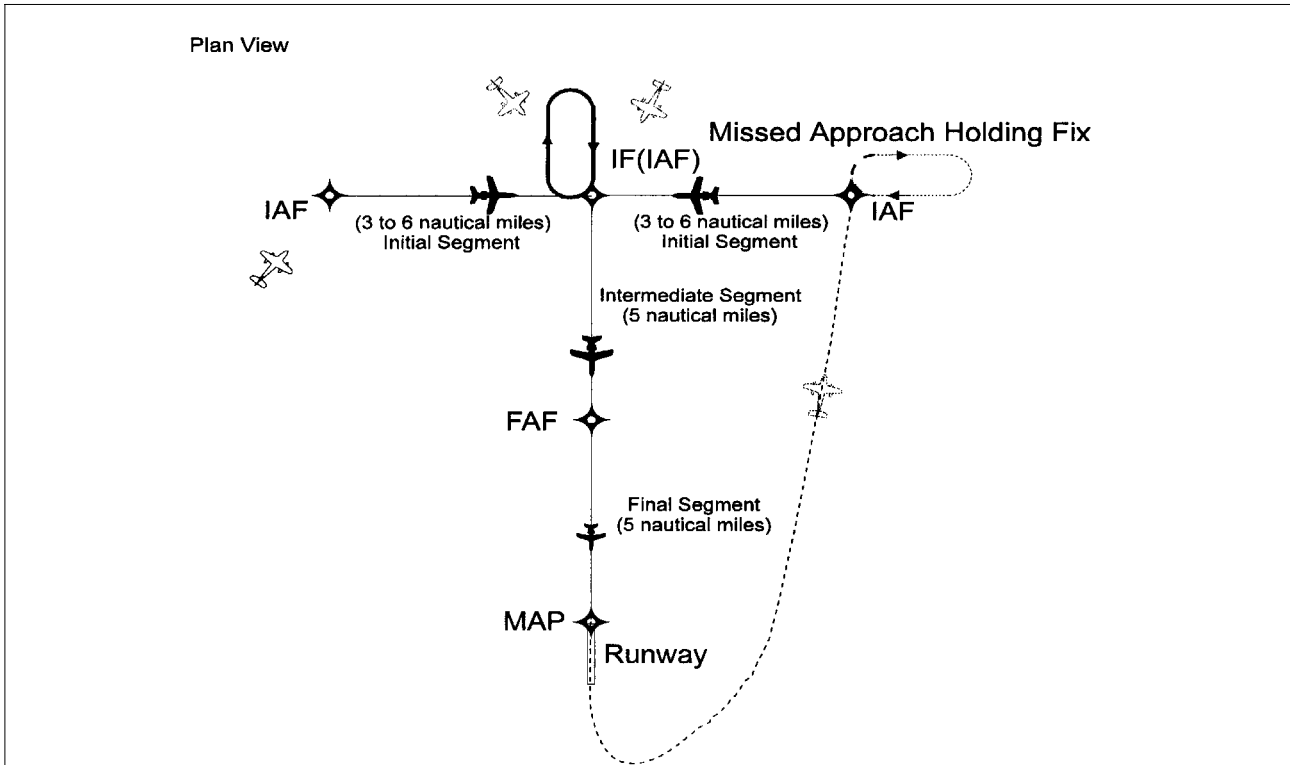 Plan View
Missed Approach Holding Fix
IF(IAF)
IAF
IAF
(3 to 6 nautical miles)
Initial Segment
(3 to 6 nautical miles)
Initial Segment
Intermediate Segment
(5 nautical miles)
FAF
Final Segment
(5 nautical miles)
MAP
Runway